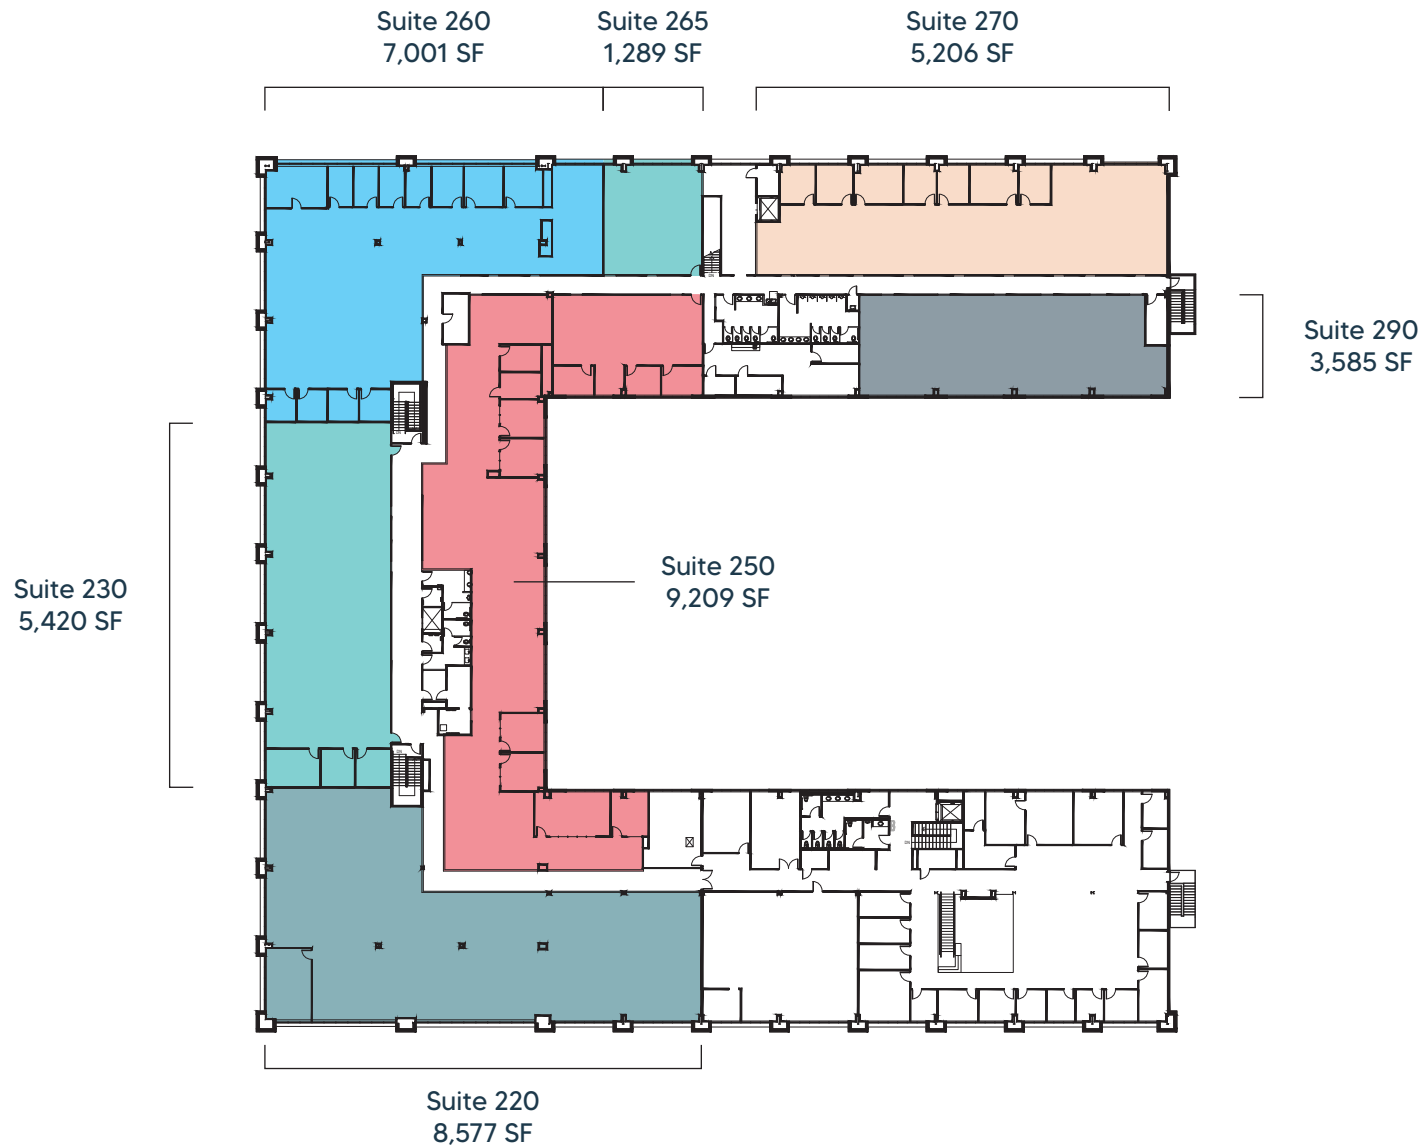 Suite 260
7,001 SF
Suite 265
1,289 SF
Suite 270
5,206 SF
Suite 290
3,585 SF
Suite 230
5,420 SF
Suite 250
9,209 SF
Suite 220
8,577 SF